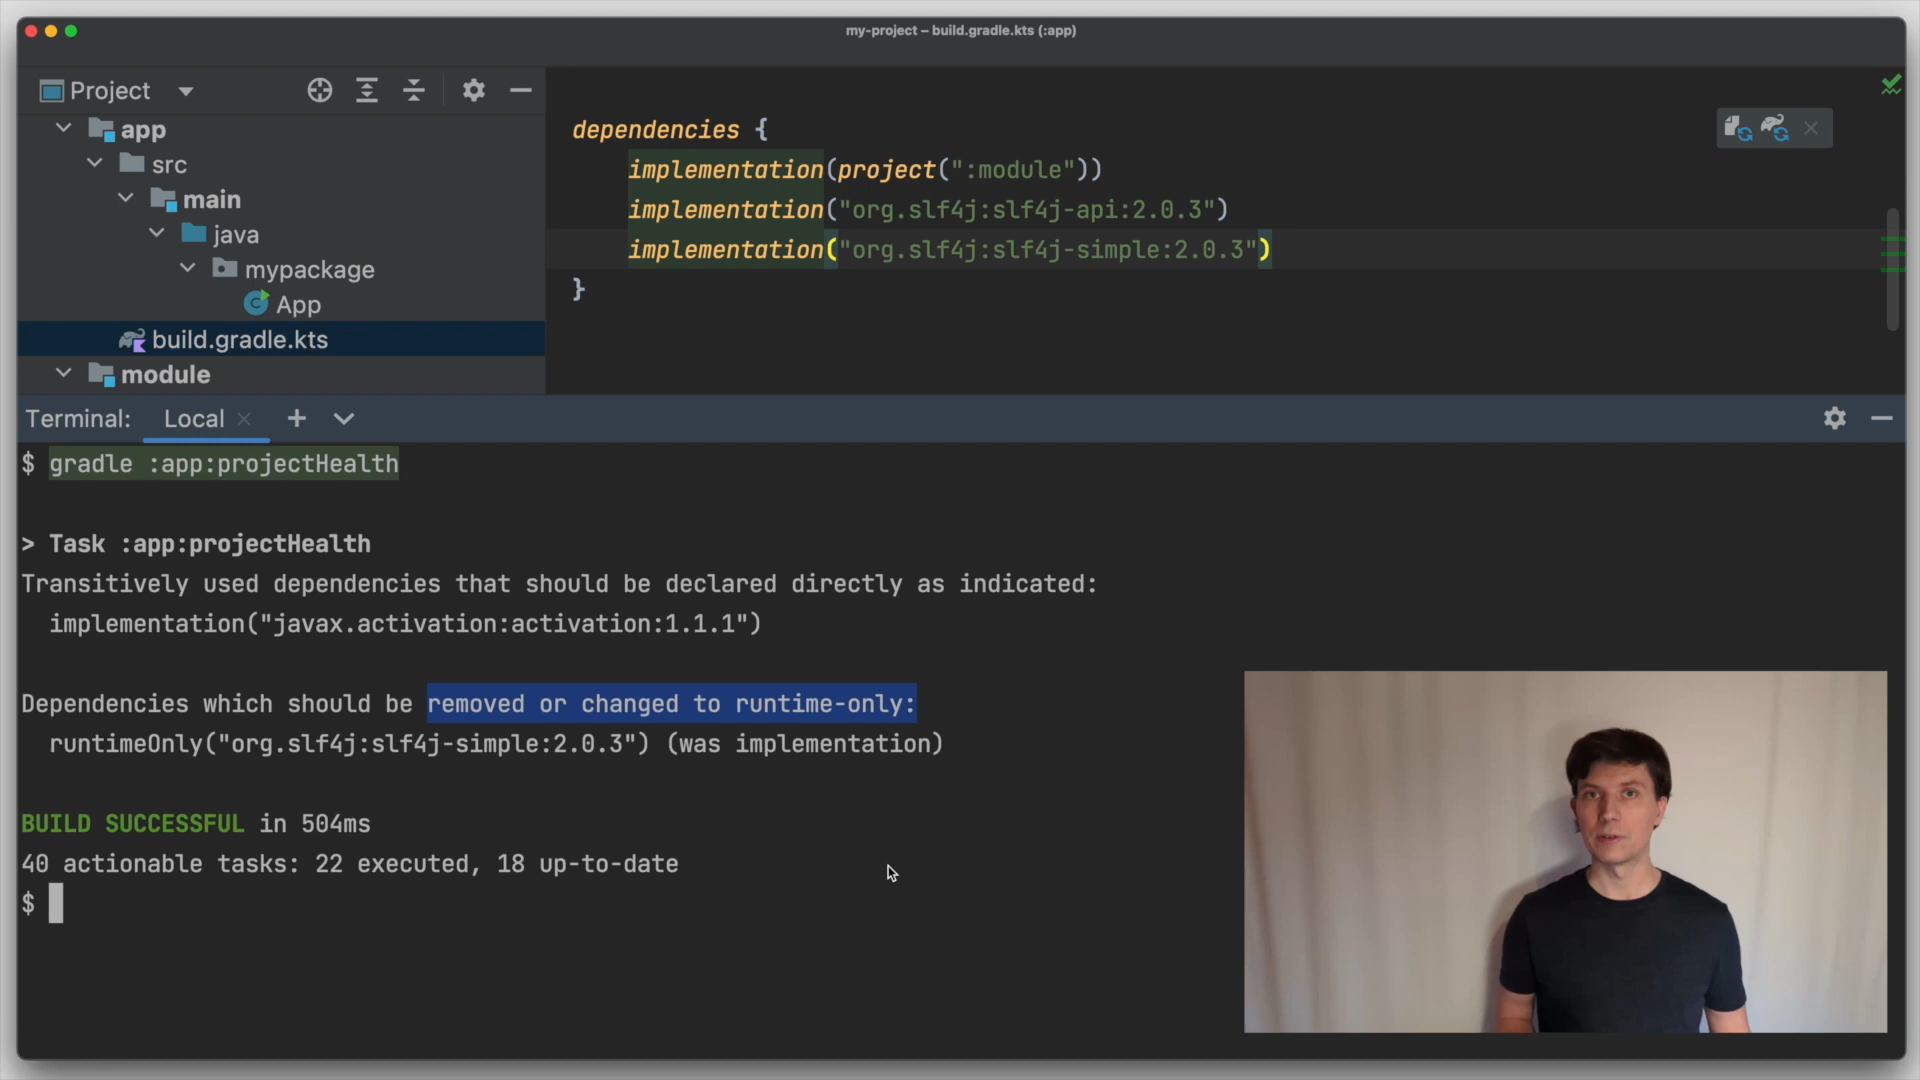 my-project – build.gradle.kts (:app)
Project
app
src
main
java
mypackage
App
build.gradle.kts
module
dependencies {
implementation(project(":module"))
implementation("org.slf4j:slf4j-api:2.0.3")
implementation("org.slf4j:slf4j-simple:2.0.3")
}
Terminal: Local × +
$ gradle :app:projectHealth
> Task :app:projectHealth
Transitively used dependencies that should be declared directly as indicated:
implementation("javax.activation:activation:1.1.1")
Dependencies which should be removed or changed to runtime-only:
runtimeOnly("org.slf4j:slf4j-simple:2.0.3") (was implementation)
BUILD SUCCESSFUL in 504ms
40 actionable tasks: 22 executed, 18 up-to-date
$